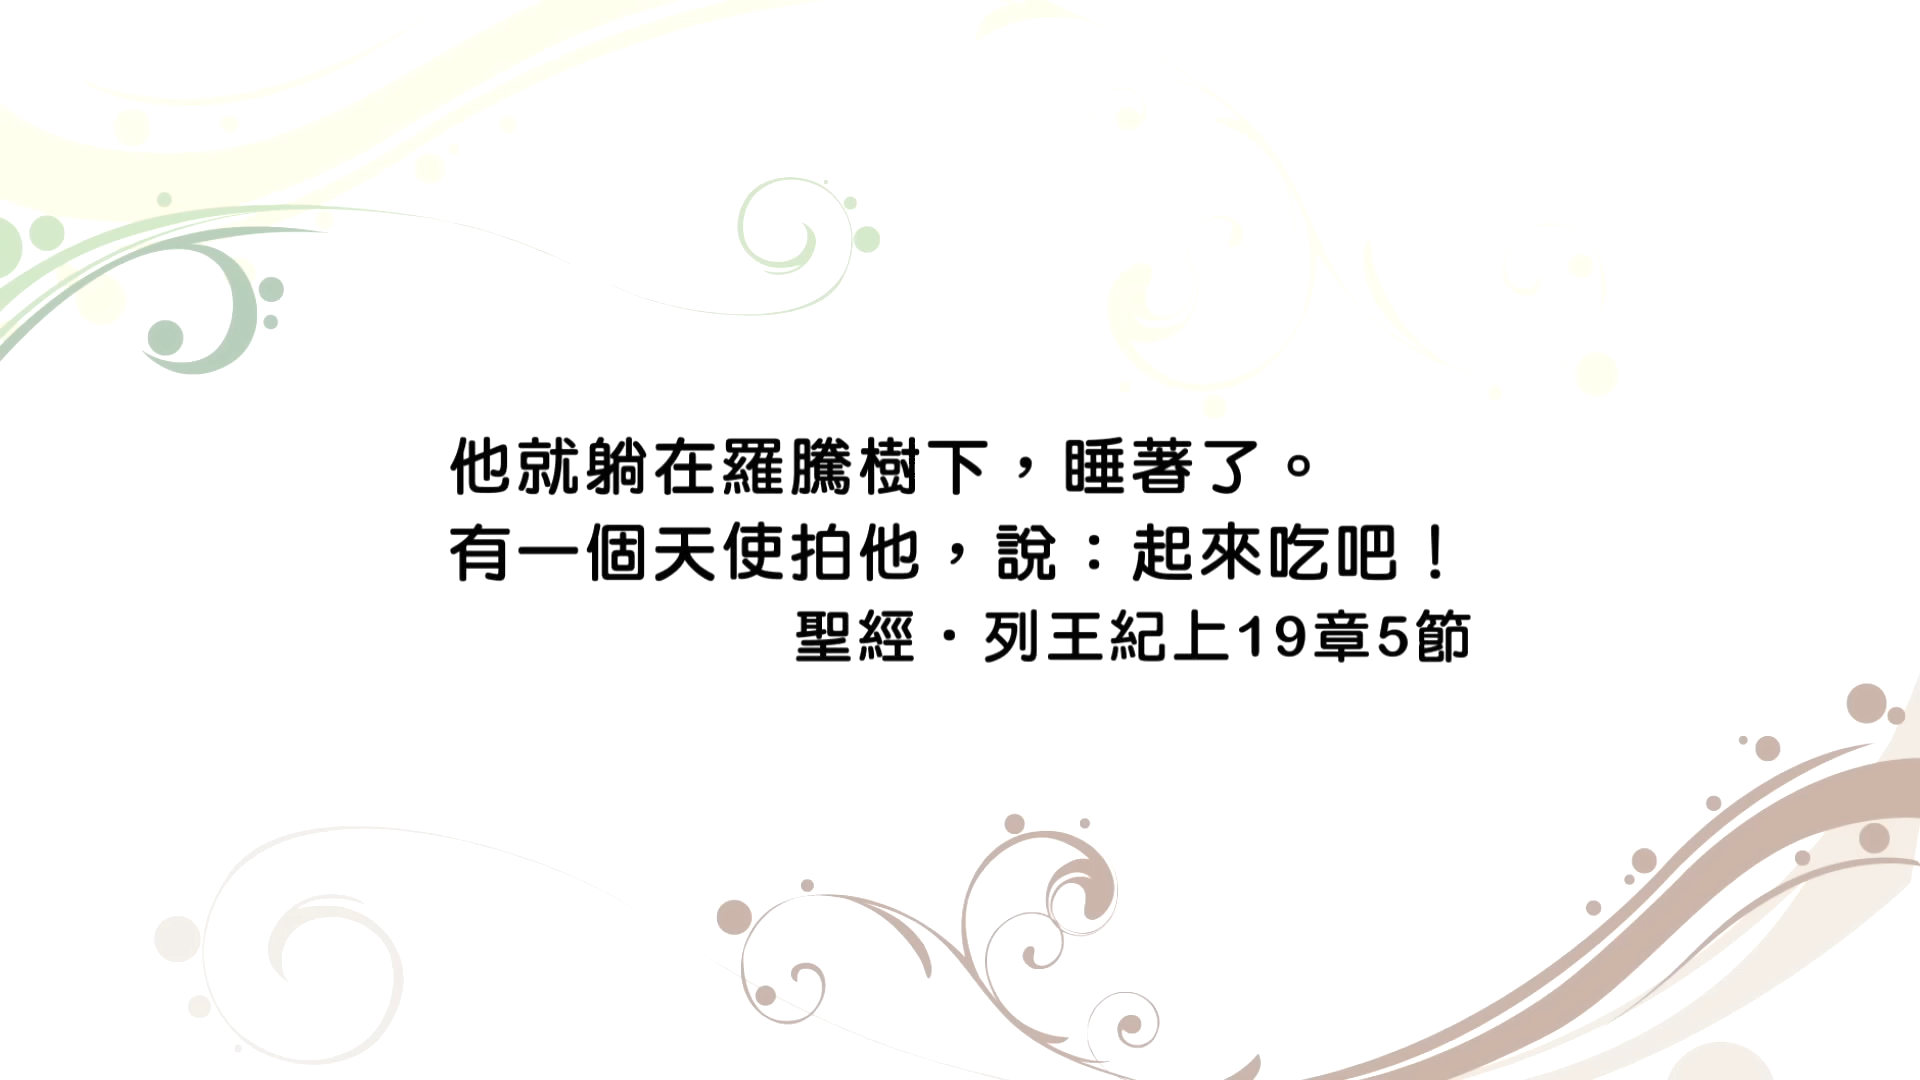 他就躺在羅騰樹下，睡著了。
有一個天使拍他，說：起來吃吧！
聖經．列王紀上19章5節